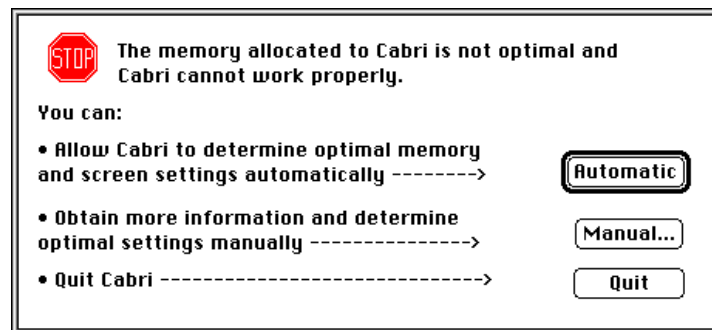 STOP
The memory allocated to Cabri is not optimal and
Cabri cannot work properly.
You can:
• Allow Cabri to determine optimal memory
and screen settings automatically -------->
Automatic
• Obtain more information and determine
optimal settings manually --------------->
Manual...
• Quit Cabri ------------------------------>
Quit